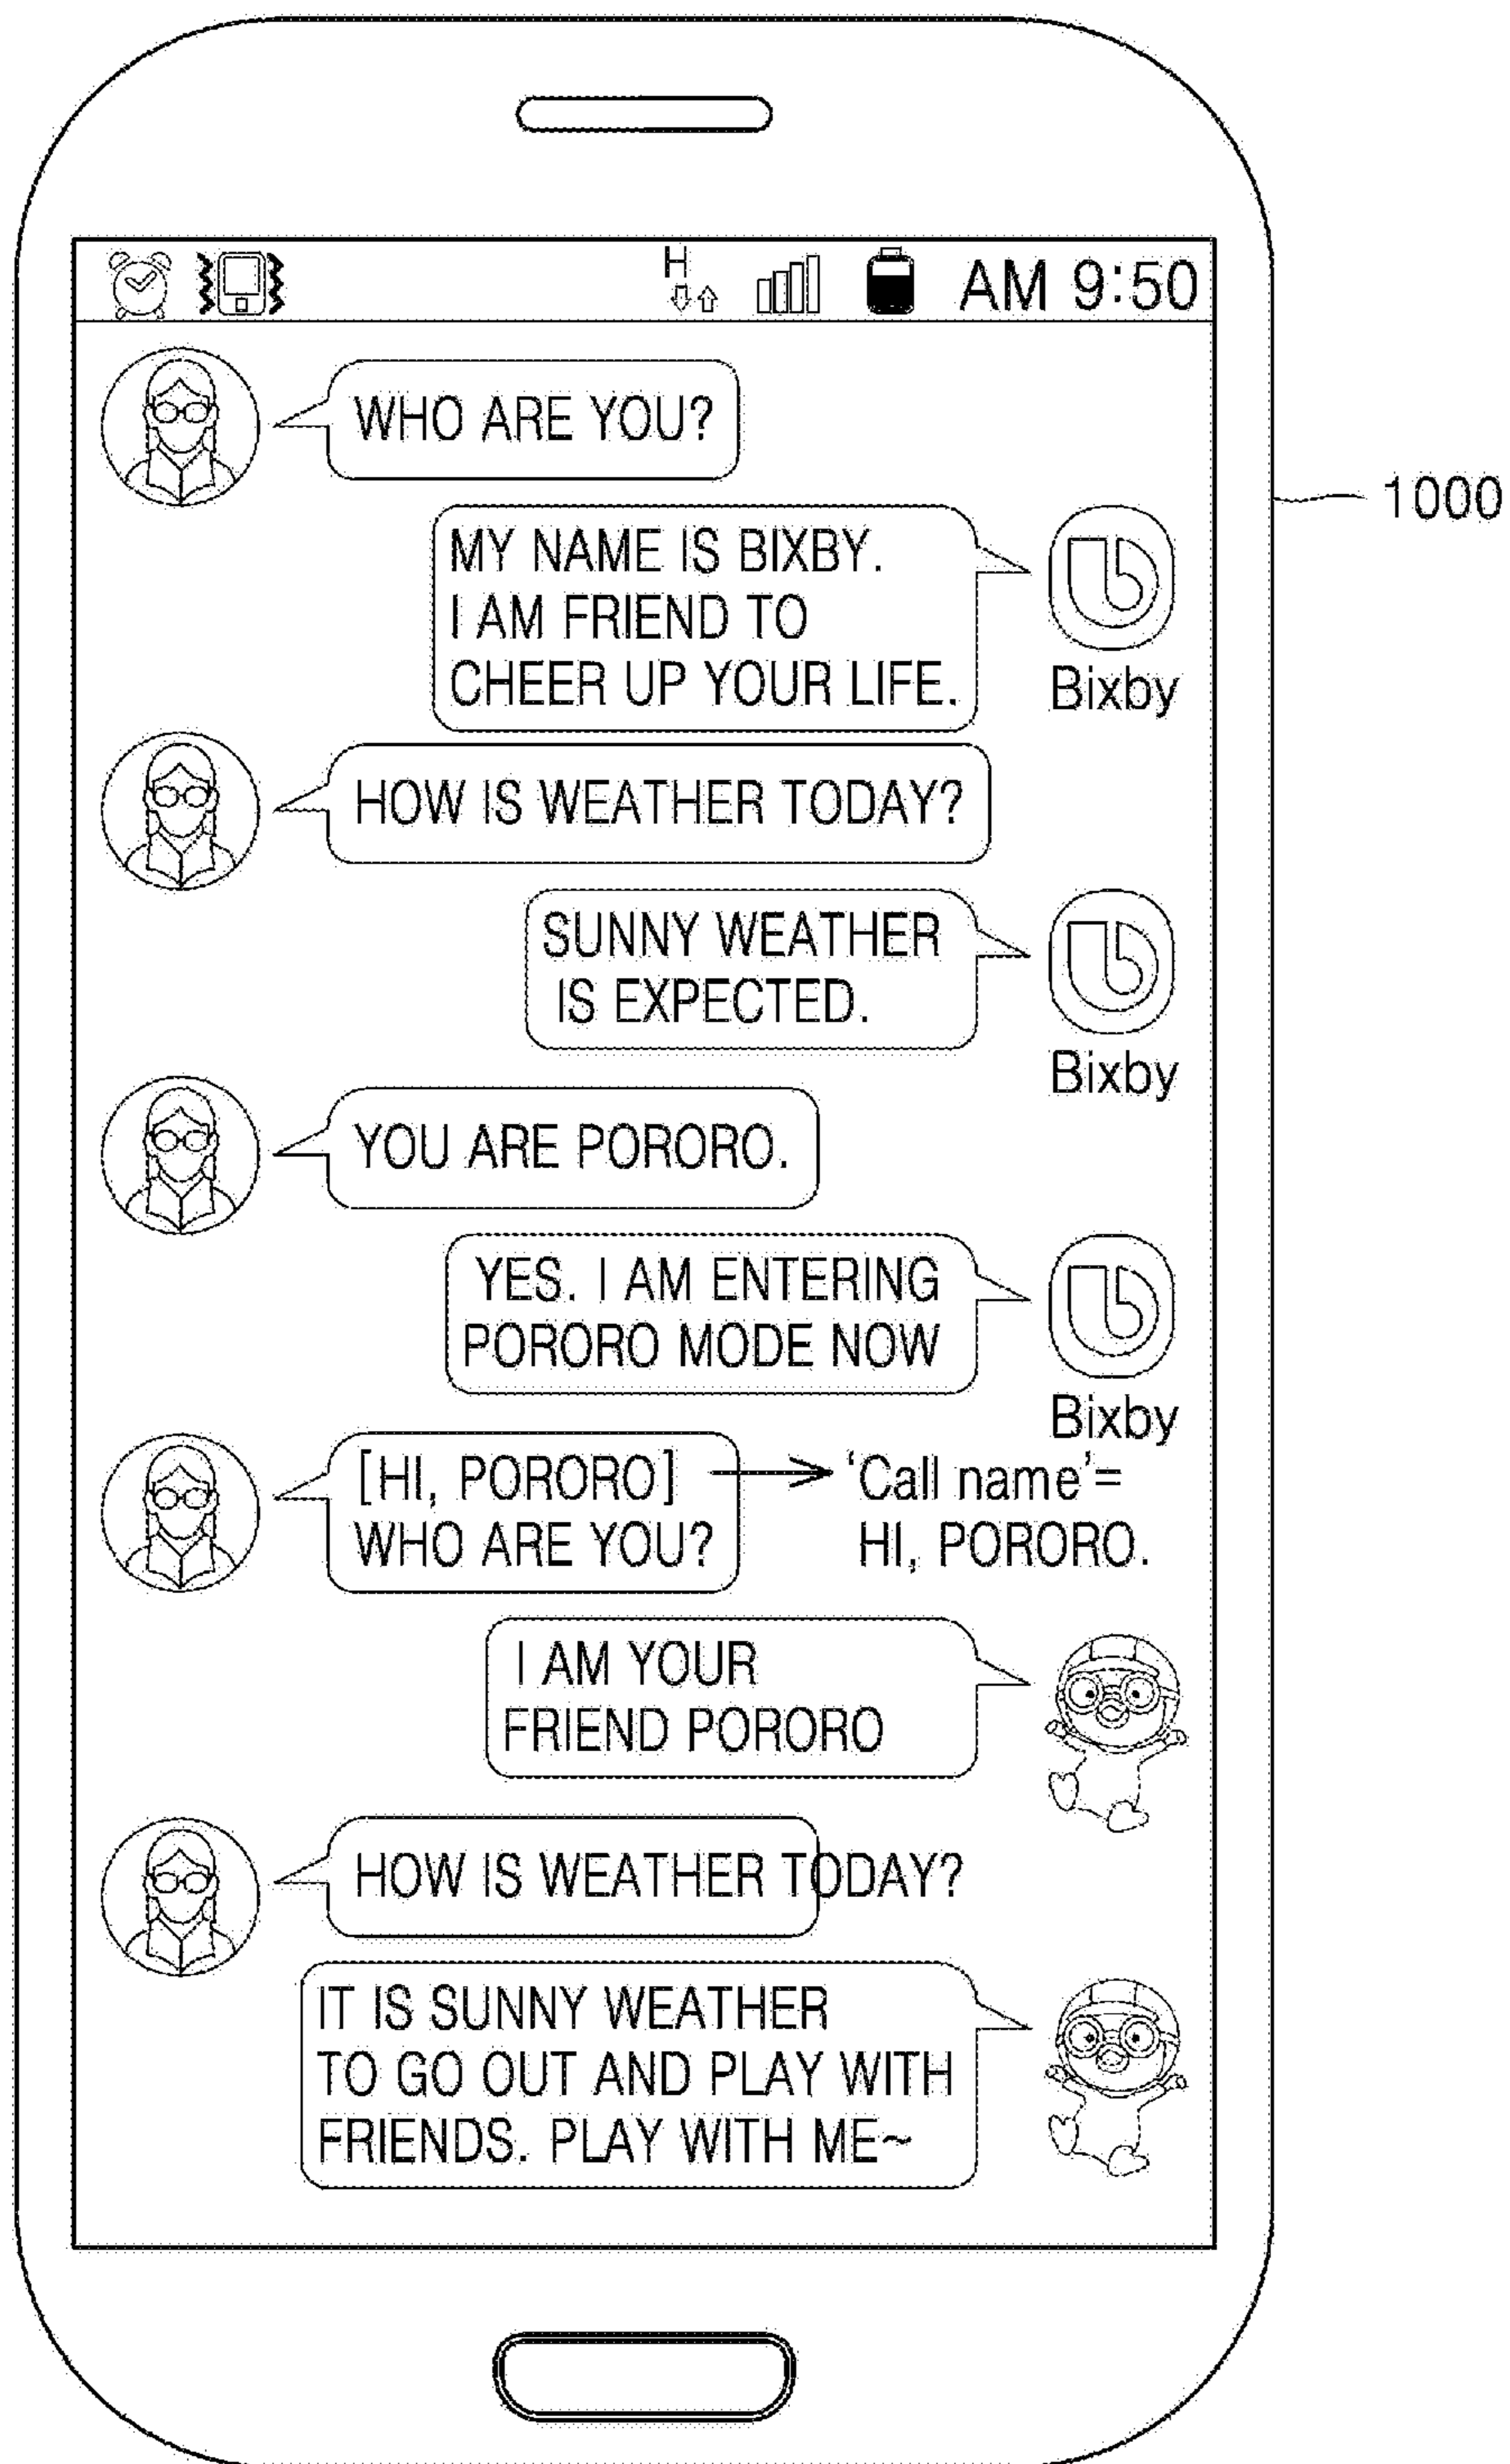 H
AM 9:50
WHO ARE YOU?
1000
MY NAME IS BIXBY.
I AM FRIEND TO
CHEER UP YOUR LIFE.
Bixby
HOW IS WEATHER TODAY?
SUNNY WEATHER
IS EXPECTED.
Bixby
YOU ARE PORORO.
YES. I AM ENTERING
PORORO MODE NOW
Bixby
[HI, PORORO]
WHO ARE YOU?
‘Call name’=
HI, PORORO.
I AM YOUR
FRIEND PORORO
HOW IS WEATHER TODAY?
IT IS SUNNY WEATHER
TO GO OUT AND PLAY WITH
FRIENDS. PLAY WITH ME~